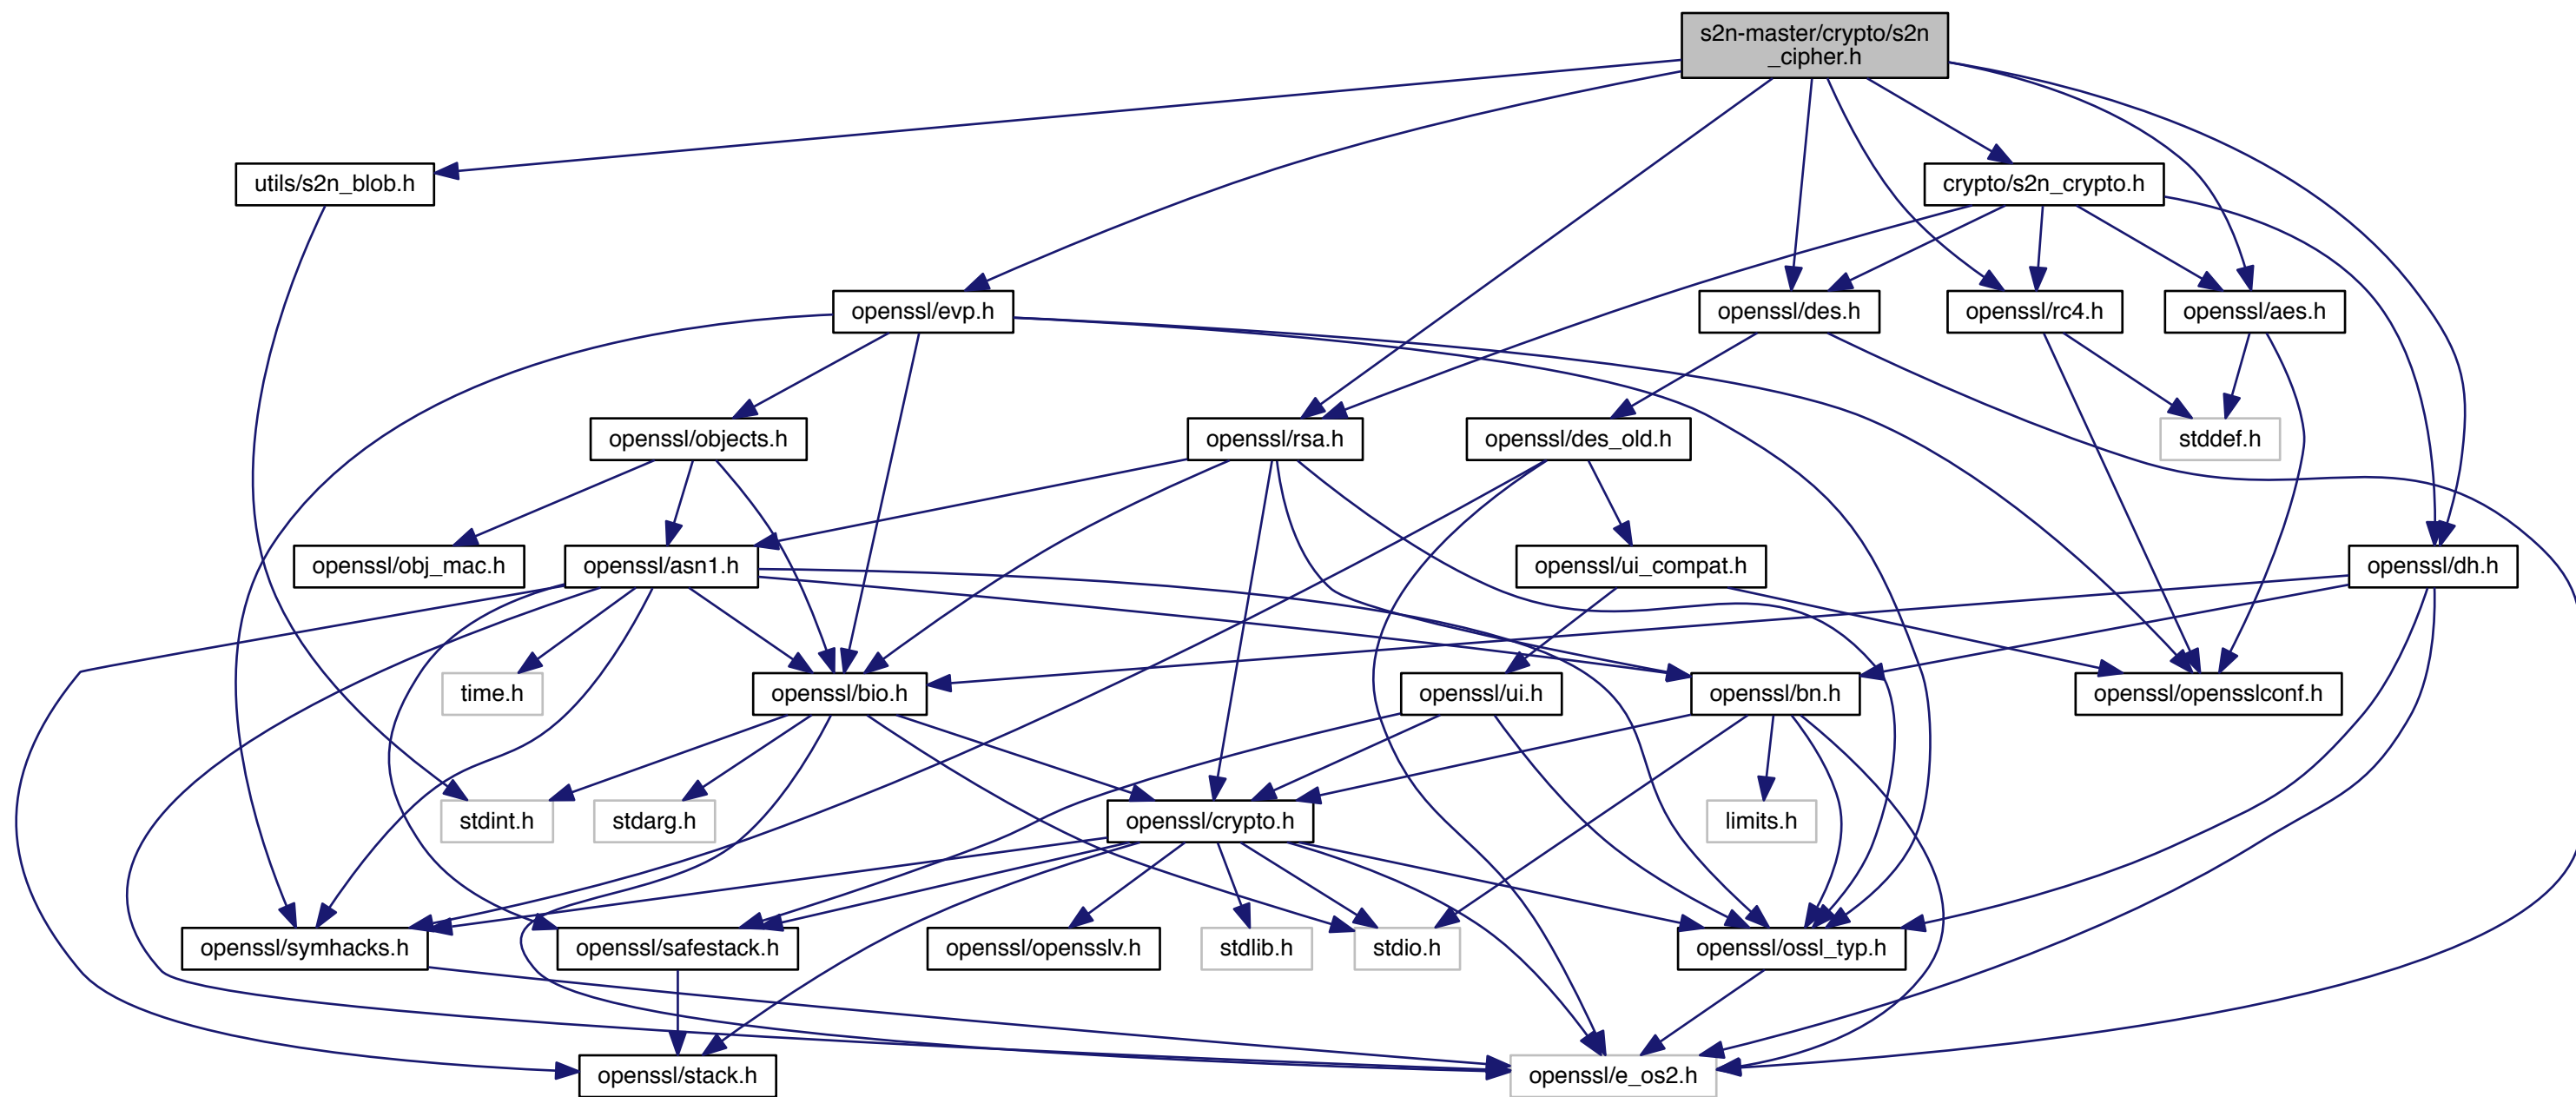 s2n-master/crypto/s2n
_cipher.h
utils/s2n_blob.h
crypto/s2n_crypto.h
openssl/evp.h
openssl/des.h
openssl/rc4.h
openssl/aes.h
openssl/objects.h
openssl/rsa.h
openssl/des_old.h
stddef.h
openssl/obj_mac.h
openssl/asn1.h
openssl/ui_compat.h
openssl/dh.h
time.h
openssl/bio.h
openssl/ui.h
openssl/bn.h
openssl/opensslconf.h
stdint.h
stdarg.h
openssl/crypto.h
limits.h
openssl/symhacks.h
openssl/safestack.h
openssl/opensslv.h
stdlib.h
stdio.h
openssl/ossl_typ.h
openssl/stack.h
openssl/e_os2.h